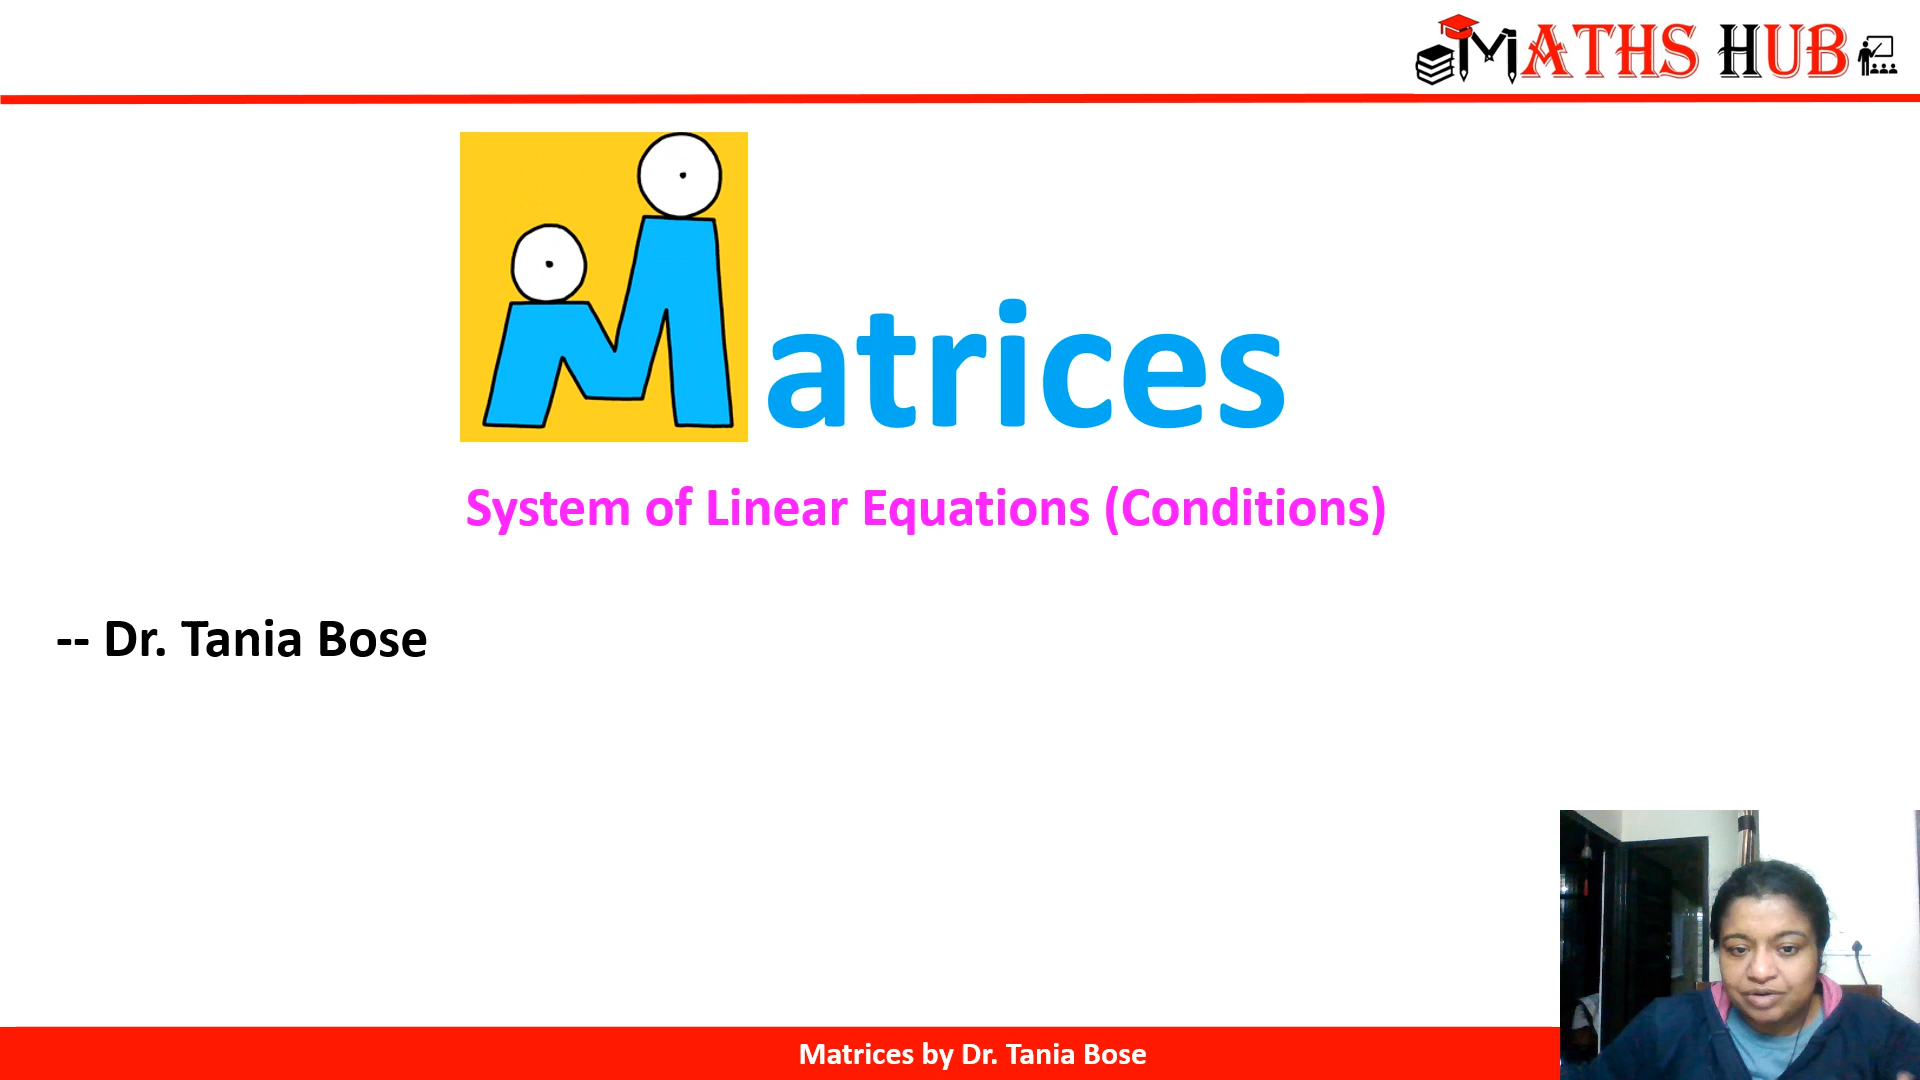 MATHS HUB
Matrices
System of Linear Equations (Conditions)
-- Dr. Tania Bose
Matrices by Dr. Tania Bose